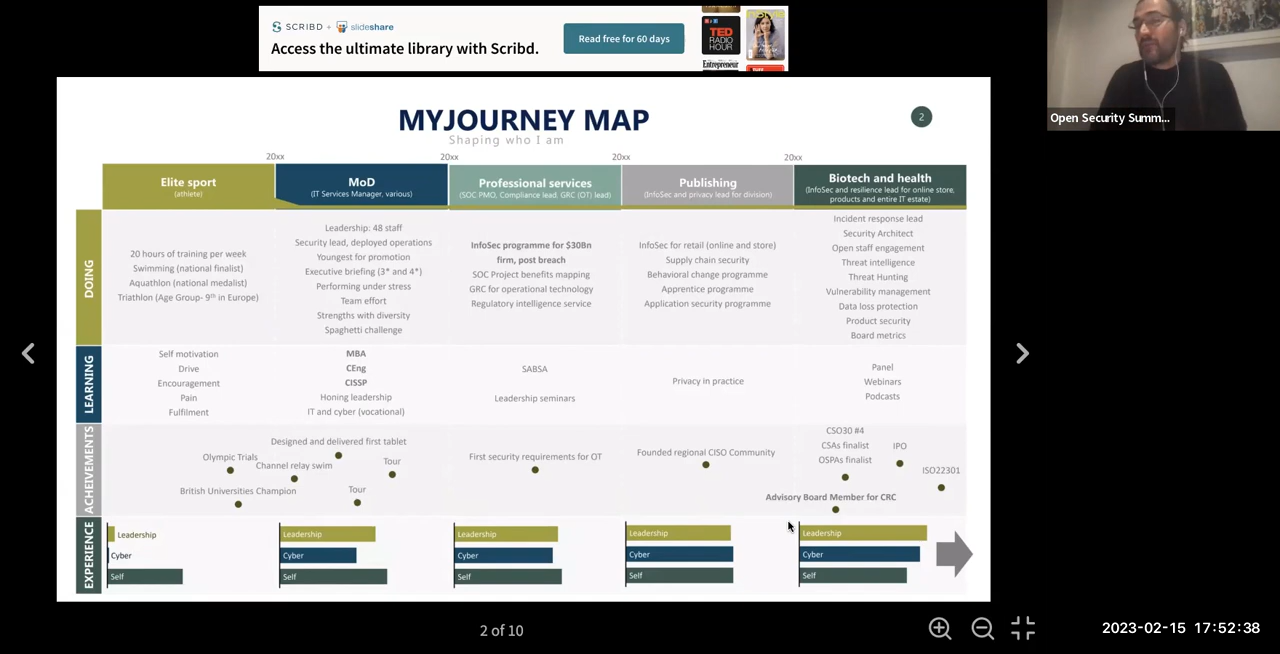 SCRIBD + slideshare
Access the ultimate library with Scribd.
Read free for 60 days
TED
RADIO
HOUR
Entrepreneur
Open Security Summ...
MYJOURNEY MAP
2
Shaping who I am
20xx
20xx
20xx
20xx
Elite sport
(athlete)
MoD
(IT Services Manager, various)
Professional services
(SOC PMO, Compliance lead, GRC (OT) lead)
Publishing
(InfoSec and privacy lead for division)
Biotech and health
(InfoSec and resilience lead for online store,
products and entire IT estate)
DOING
20 hours of training per week
Swimming (national finalist)
Aquathlon (national medalist)
Triathlon (Age Group- 9th in Europe)
Leadership: 48 staff
Security lead, deployed operations
Youngest for promotion
Executive briefing (3* and 4*)
Performing under stress
Team effort
Strengths with diversity
Spaghetti challenge
InfoSec programme for $30Bn
firm, post breach
SOC Project benefits mapping
GRC for operational technology
Regulatory intelligence service
InfoSec for retail (online and store)
Supply chain security
Behavioral change programme
Apprentice programme
Application security programme
Incident response lead
Security Architect
Open staff engagement
Threat intelligence
Threat Hunting
Vulnerability management
Data loss protection
Product security
Board metrics
LEARNING
Self motivation
Drive
Encouragement
Pain
Fulfilment
MBA
CEng
CISSP
Honing leadership
IT and cyber (vocational)
SABSA
Leadership seminars
Privacy in practice
Panel
Webinars
Podcasts
ACHEIVEMENTS
Designed and delivered first tablet
Olympic Trials
Channel relay swim
Tour
British Universities Champion
Tour
First security requirements for OT
Founded regional CISO Community
CSO30 #4
CSAs finalist
OSPAs finalist
IPO
ISO22301
Advisory Board Member for CRC
EXPERIENCE
Leadership
Cyber
Self
Leadership
Cyber
Self
Leadership
Cyber
Self
Leadership
Cyber
Self
Leadership
Cyber
Self
2 of 10
2023-02-15 17:52:38